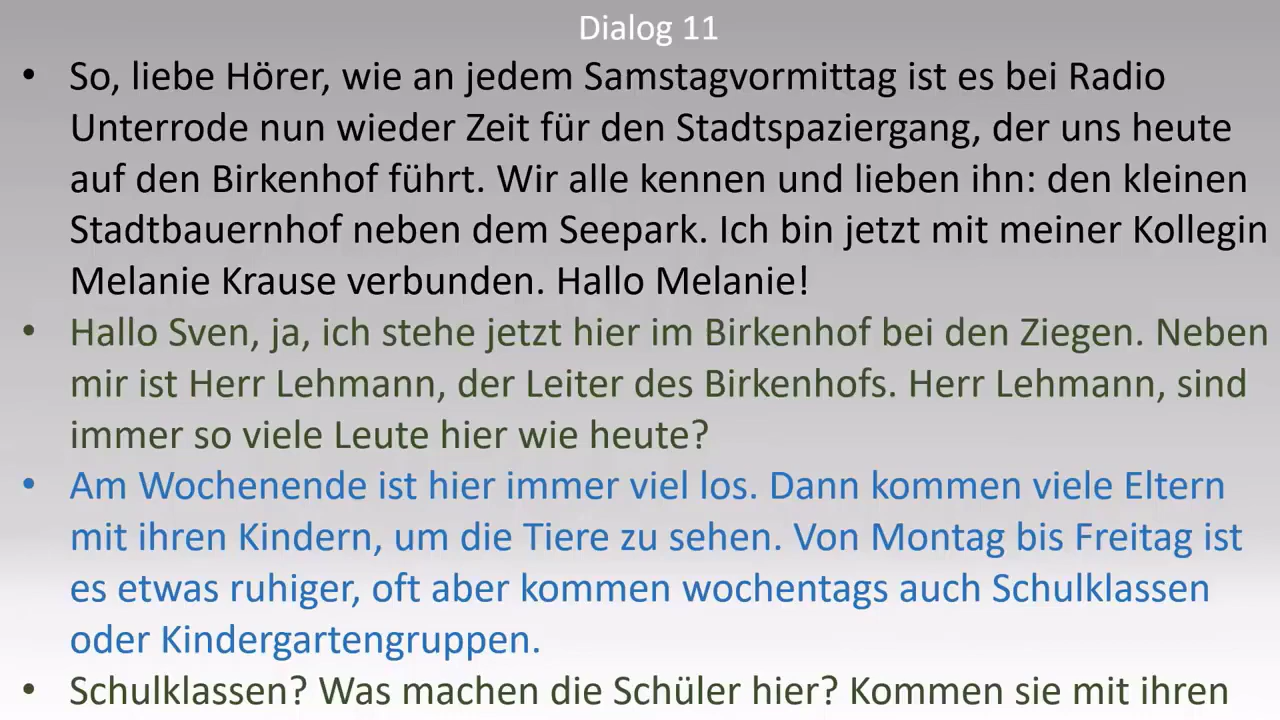 Dialog 11
• So, liebe Hörer, wie an jedem Samstagvormittag ist es bei Radio
Unterrode nun wieder Zeit für den Stadtspaziergang, der uns heute
auf den Birkenhof führt. Wir alle kennen und lieben ihn: den kleinen
Stadtbauernhof neben dem Seepark. Ich bin jetzt mit meiner Kollegin
Melanie Krause verbunden. Hallo Melanie!
• Hallo Sven, ja, ich stehe jetzt hier im Birkenhof bei den Ziegen. Neben
mir ist Herr Lehmann, der Leiter des Birkenhofs. Herr Lehmann, sind
immer so viele Leute hier wie heute?
• Am Wochenende ist hier immer viel los. Dann kommen viele Eltern
mit ihren Kindern, um die Tiere zu sehen. Von Montag bis Freitag ist
es etwas ruhiger, oft aber kommen wochentags auch Schulklassen
oder Kindergartengruppen.
• Schulklassen? Was machen die Schüler hier? Kommen sie mit ihren